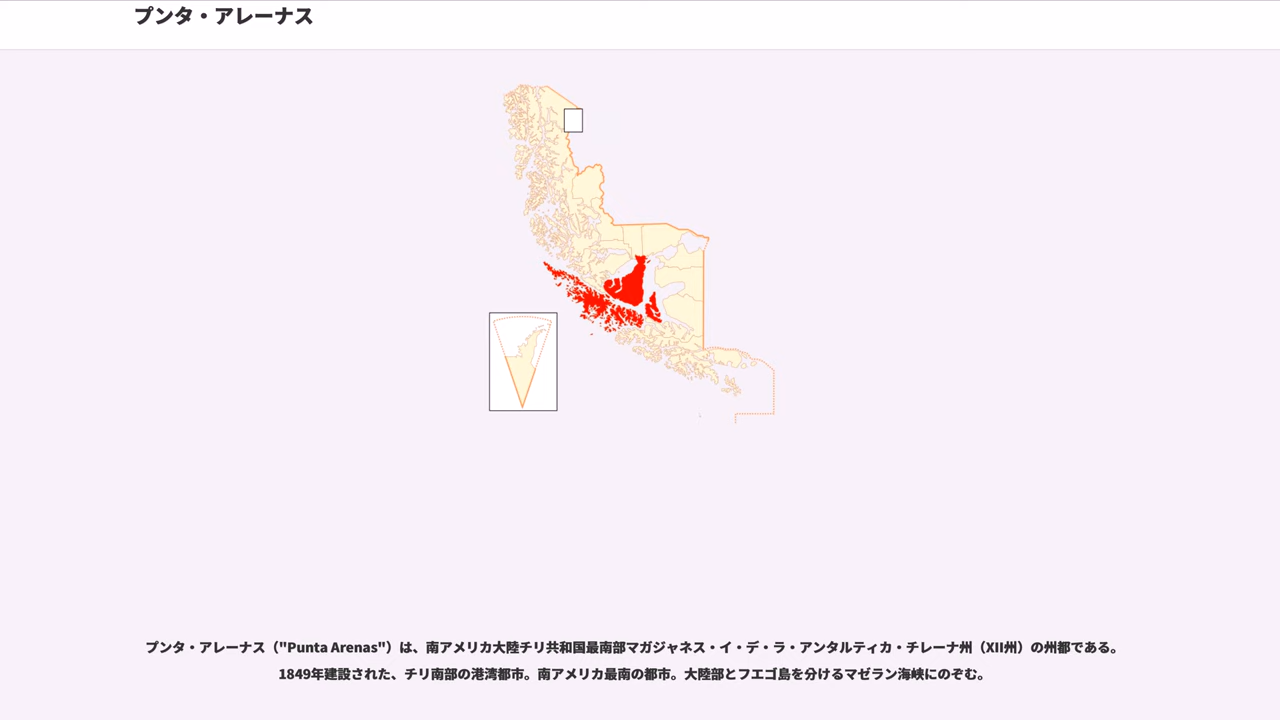 プンタ・アレーナス
プンタ・アレーナス（"Punta Arenas"）は、南アメリカ大陸チリ共和国最南部マガジャネス・イ・デ・ラ・アンタルティカ・チレーナ州（XII州）の州都である。
1849年建設された、チリ南部の港湾都市。南アメリカ最南の都市。大陸部とフエゴ島を分けるマゼラン海峡にのぞむ。